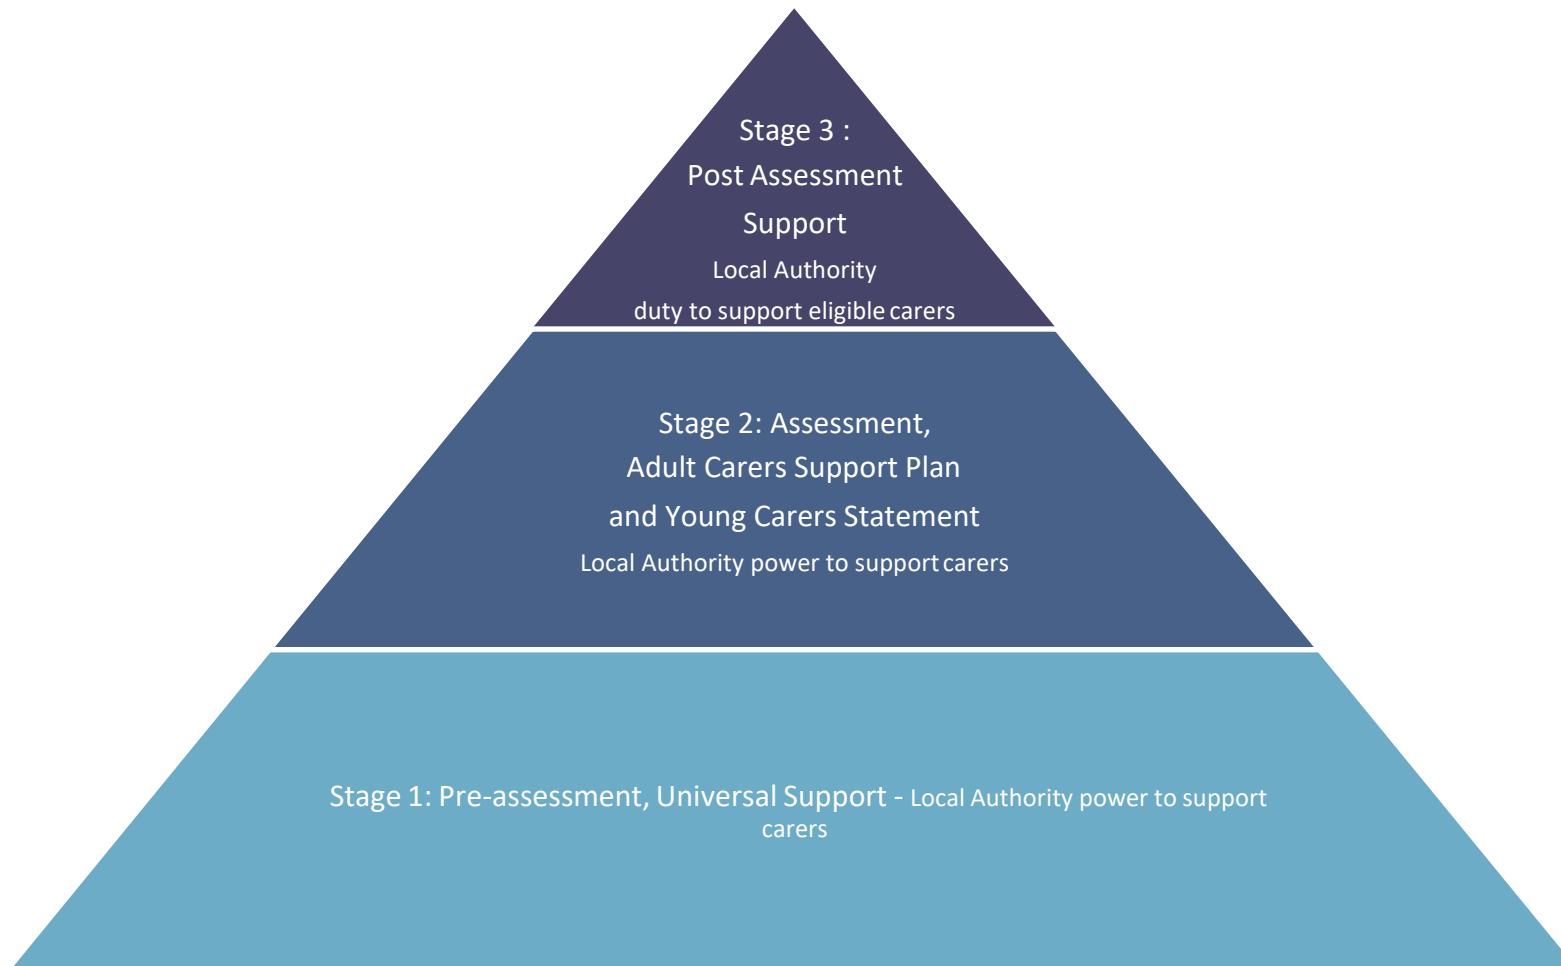 Stage 3 :
Post Assessment
Support
Local Authority
duty to support eligible carers
Stage 2: Assessment,
Adult Carers Support Plan
and Young Carers Statement
Local Authority power to support carers
Stage 1: Pre-assessment, Universal Support - Local Authority power to support
carers